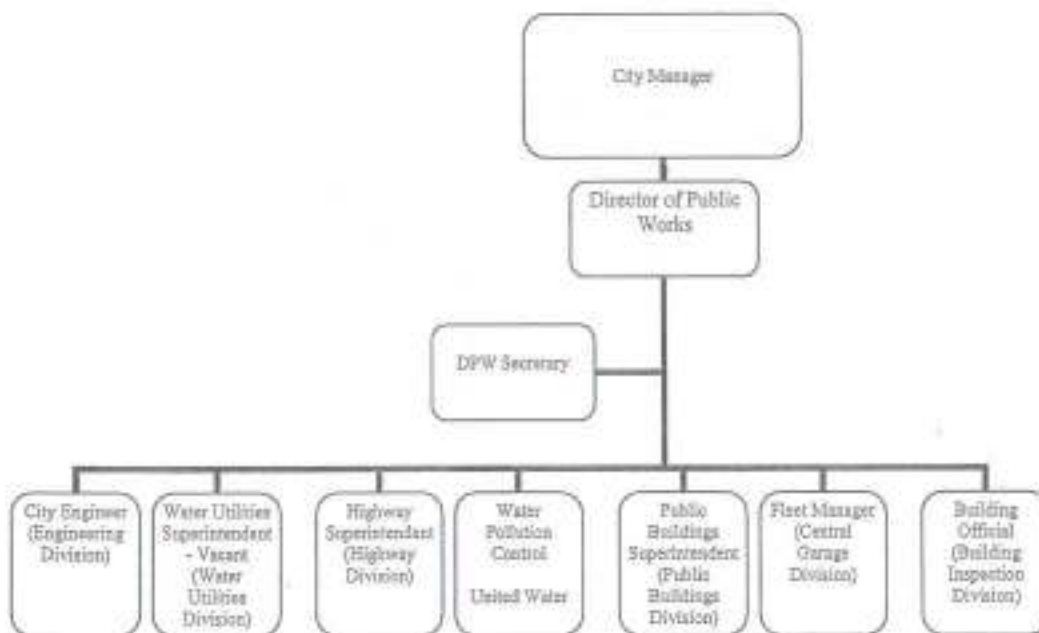 City Manager
Director of Public
Works
DPW Secretary
City Engineer
(Engineering
Division)
Water Utilities
Superintendent
- Vacant
(Water
Utilities
Division)
Highway
Superintendant
(Highway
Division)
Water
Pollution
Control
United Water
Public
Buildings
Superintendent
(Public
Buildings
Division)
Fleet Manager
(Central
Garage
Division)
Building
Official
(Building
Inspection
Division)